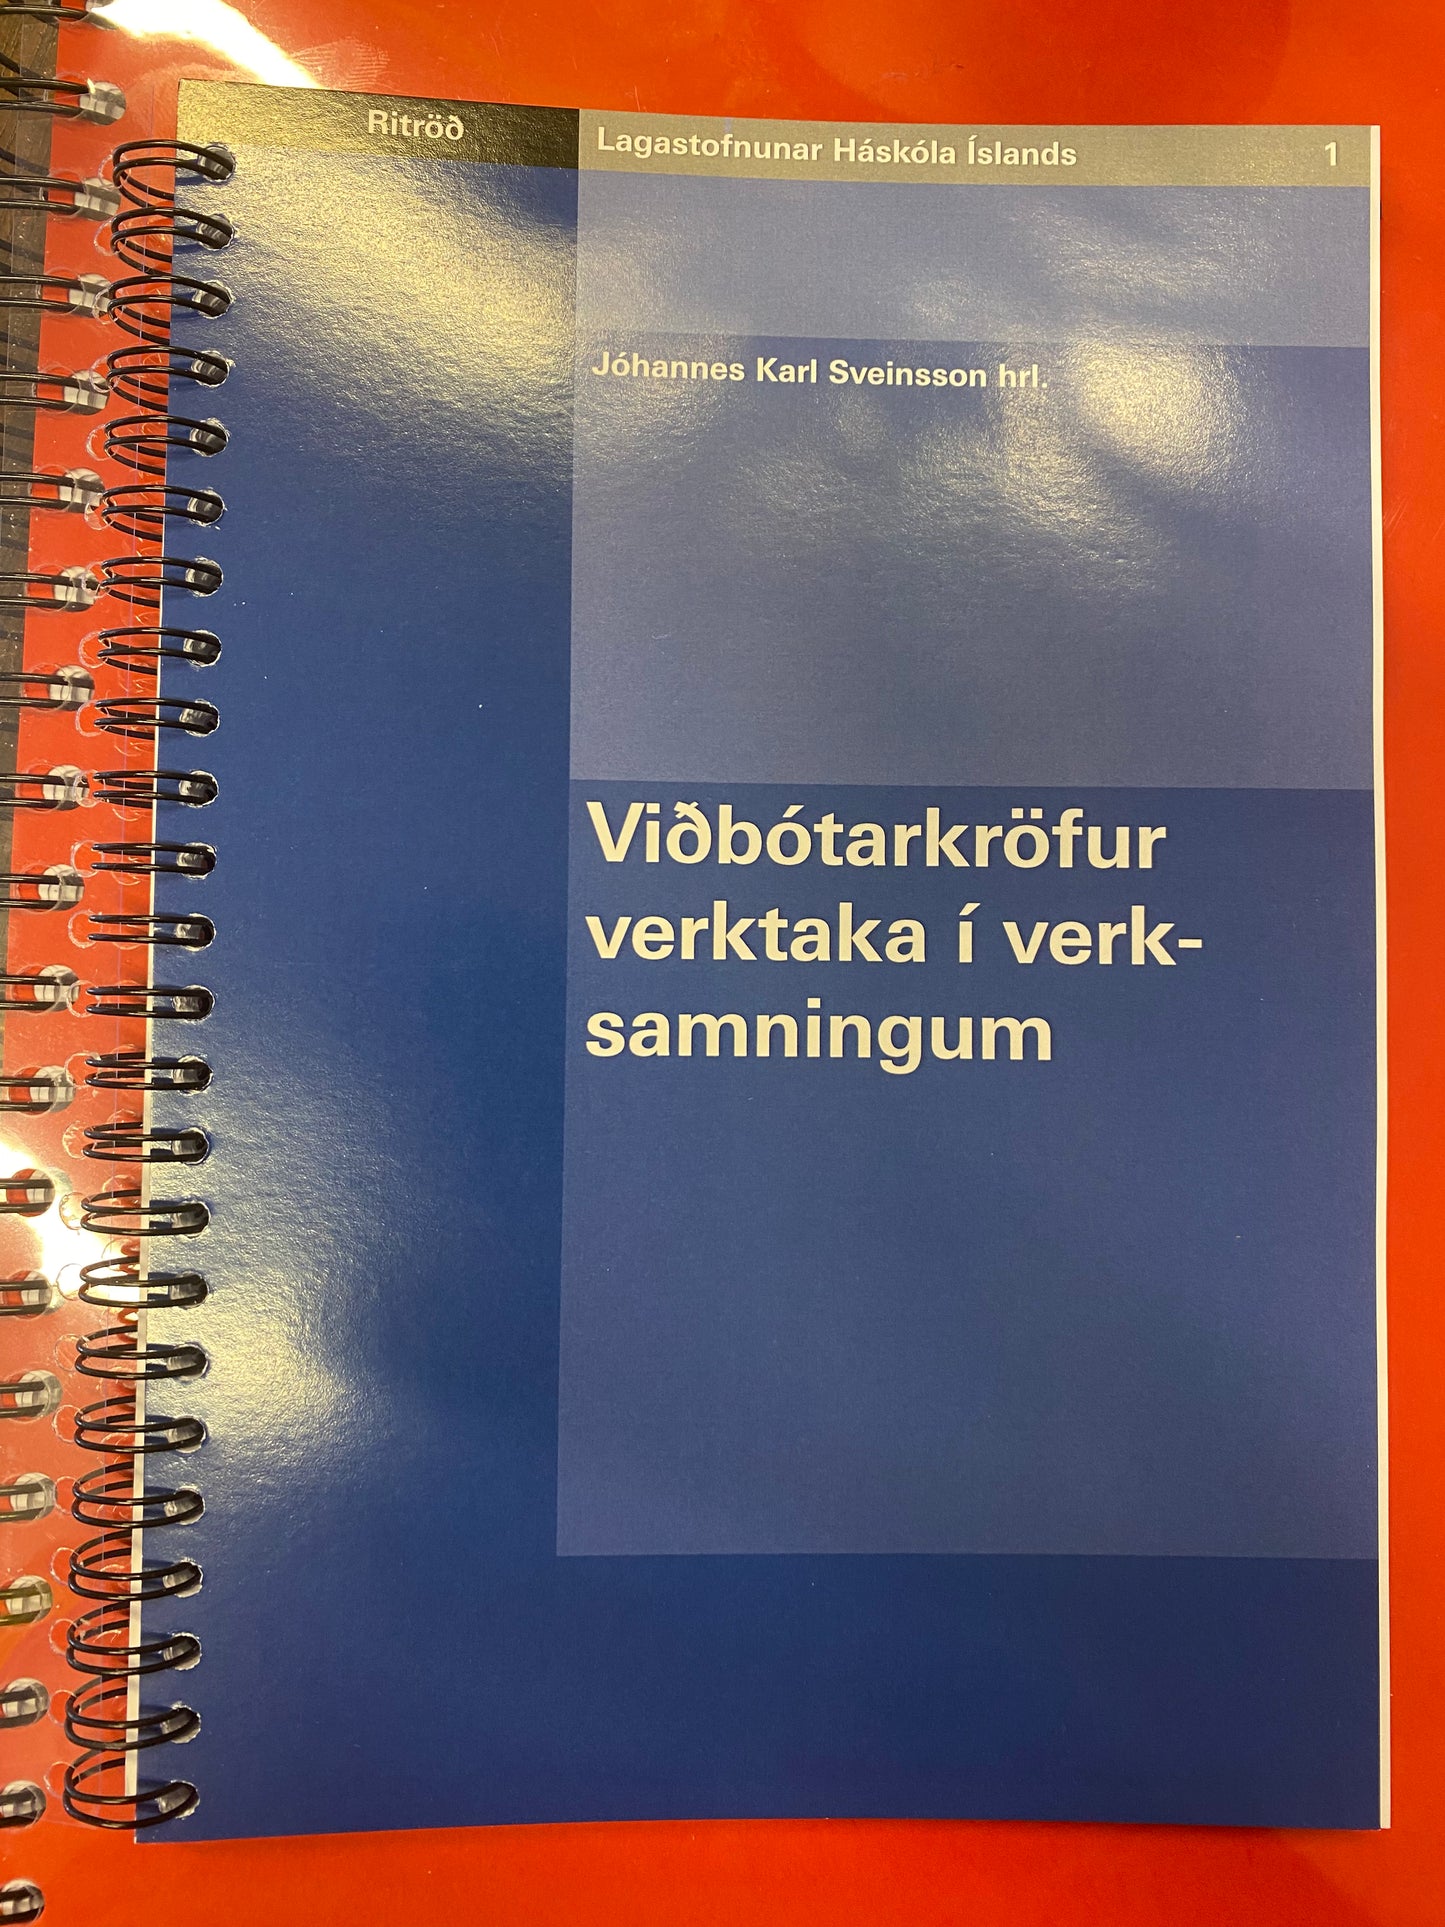 Ritröð
Lagastofnunar Háskóla Íslands 1
Jóhannes Karl Sveinsson hrl.
Viðbótarkröfur
verktaka í verk-
samningum